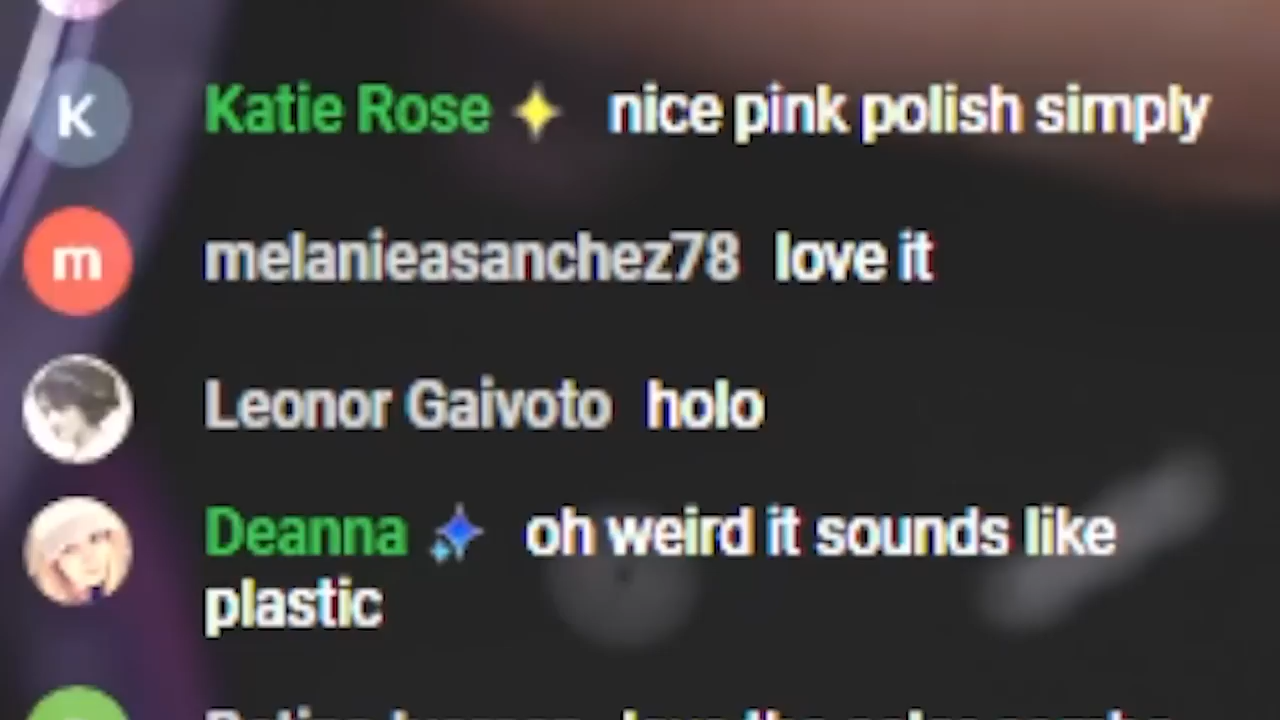 K Katie Rose nice pink polish simply
m melanieasanchez78 love it
Leonor Gaivoto holo
Deanna oh weird it sounds like
plastic